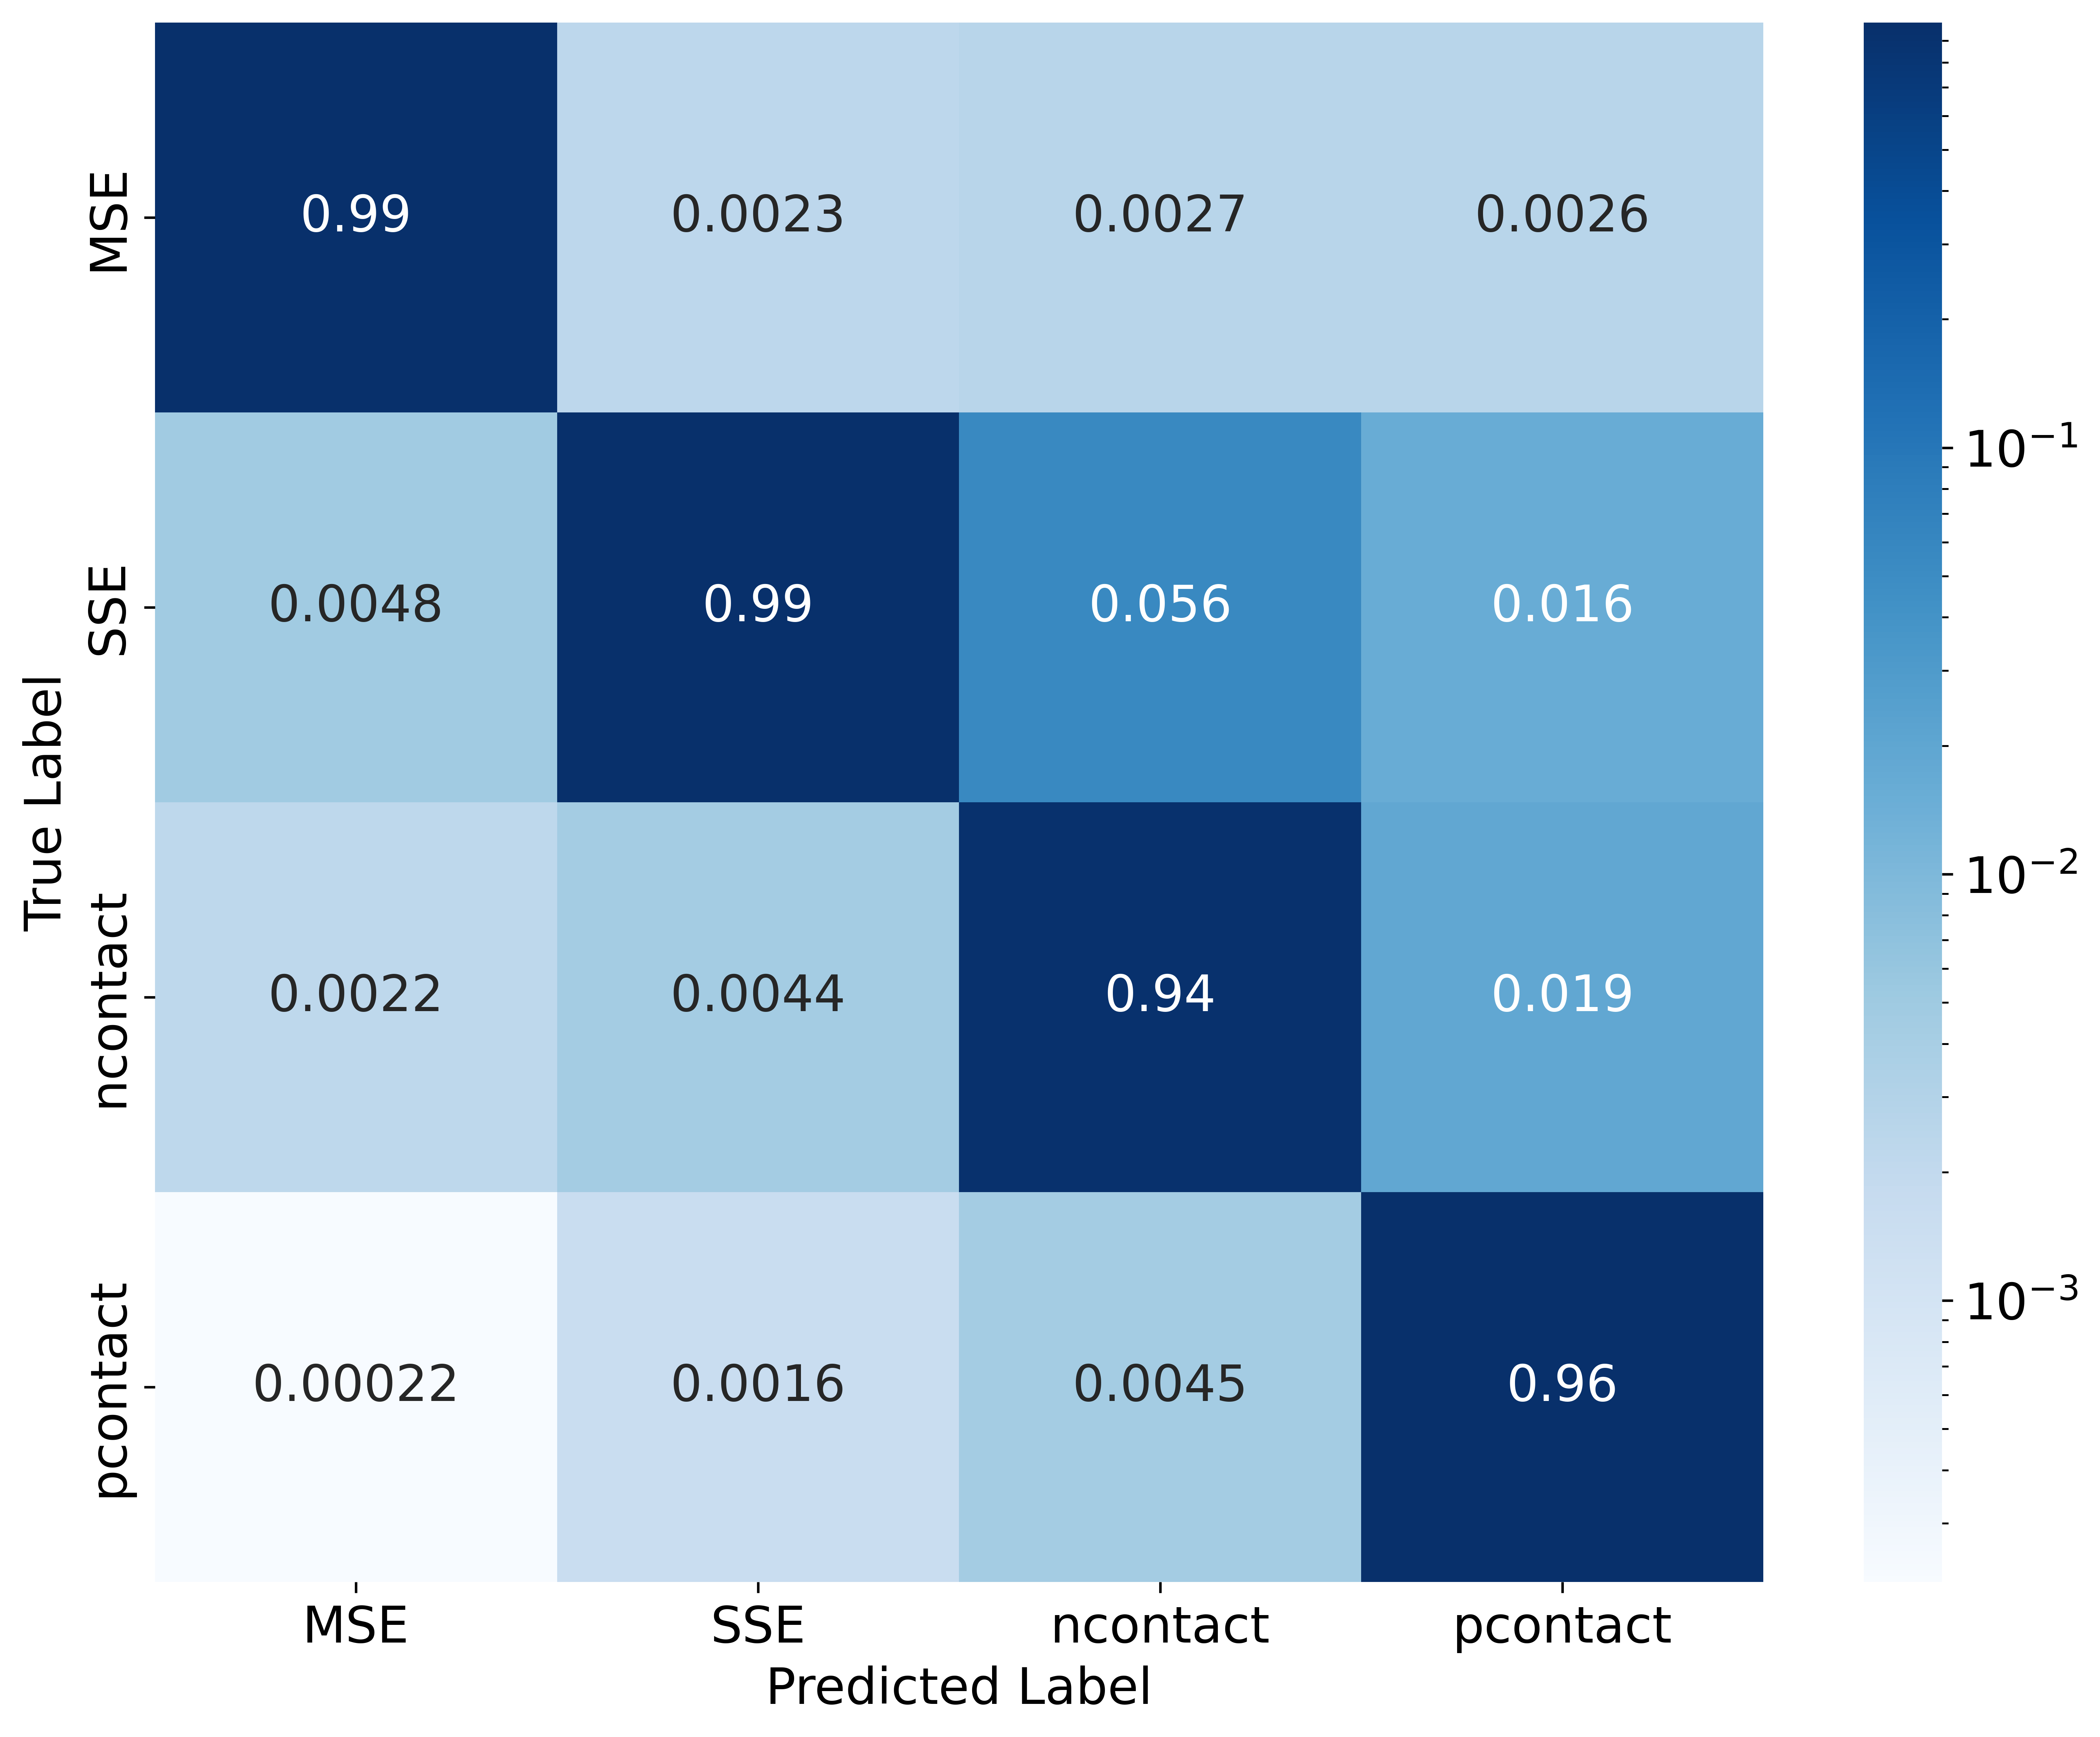 True Label
MSE 0.99 0.0023 0.0027 0.0026
SSE 0.0048 0.99 0.056 0.016
ncontact 0.0022 0.0044 0.94 0.019
pcontact 0.00022 0.0016 0.0045 0.96
MSE SSE ncontact pcontact
Predicted Label
10⁻¹
10⁻²
10⁻³